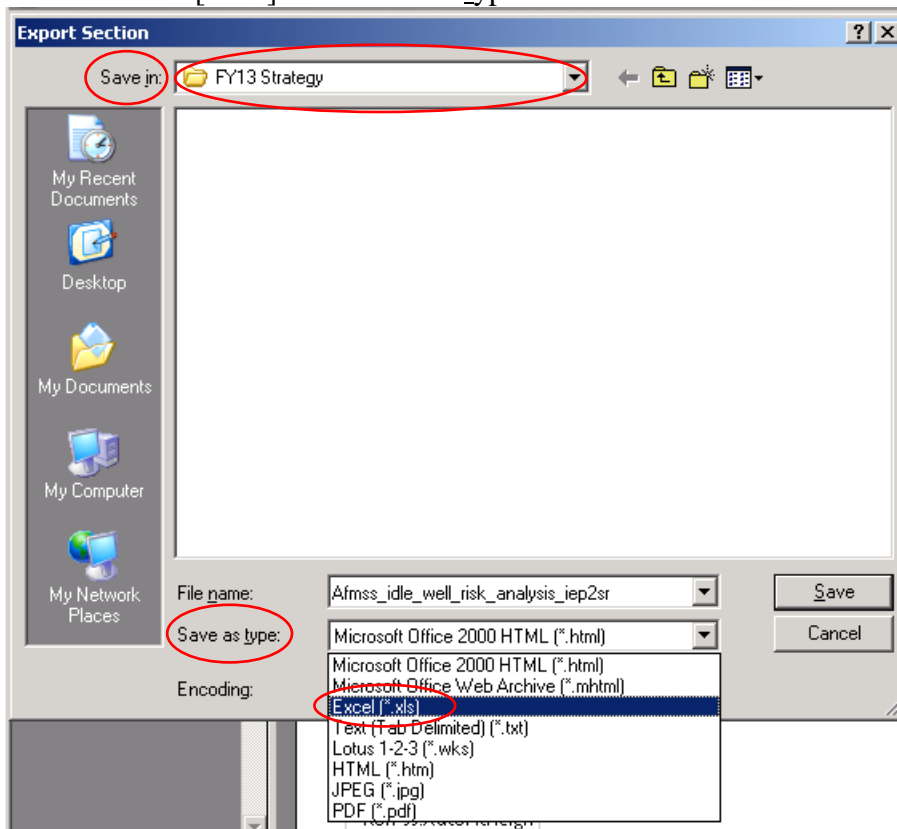 Export Section
Save in: FY13 Strategy
My Recent
Documents
Desktop
My Documents
My Computer
My Network
Places
File name: Afmss_idle_well_risk_analysis_iep2sr Save
Save as type: Microsoft Office 2000 HTML (*.html) Cancel
Microsoft Office 2000 HTML (*.html)
Encoding: Microsoft Office Web Archive (*.mhtml)
Excel (*.xls)
Text (Tab Delimited) (*.txt)
Lotus 1-2-3 (*.wks)
HTML (*.htm)
JPEG (*.jpg)
PDF (*.pdf)